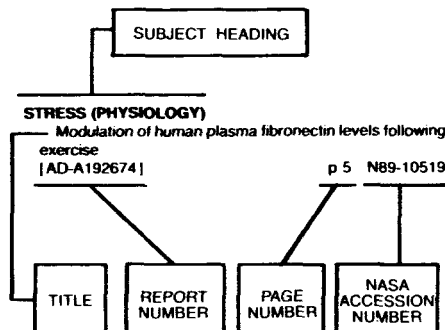 SUBJECT HEADING
STRESS (PHYSIOLOGY)
Modulation of human plasma fibronectin levels following
exercise
[AD-A192674] p 5 N89-10519
TITLE
REPORT
NUMBER
PAGE
NUMBER
NASA
ACCESSION
NUMBER